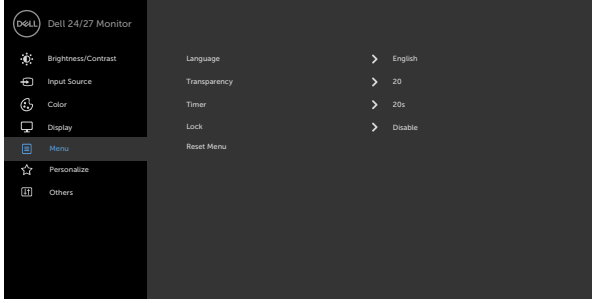 DELL Dell 24/27 Monitor
Brightness/Contrast
Input Source
Color
Display
Menu
Personalize
Others
Language English
Transparency 20
Timer 20s
Lock Disable
Reset Menu